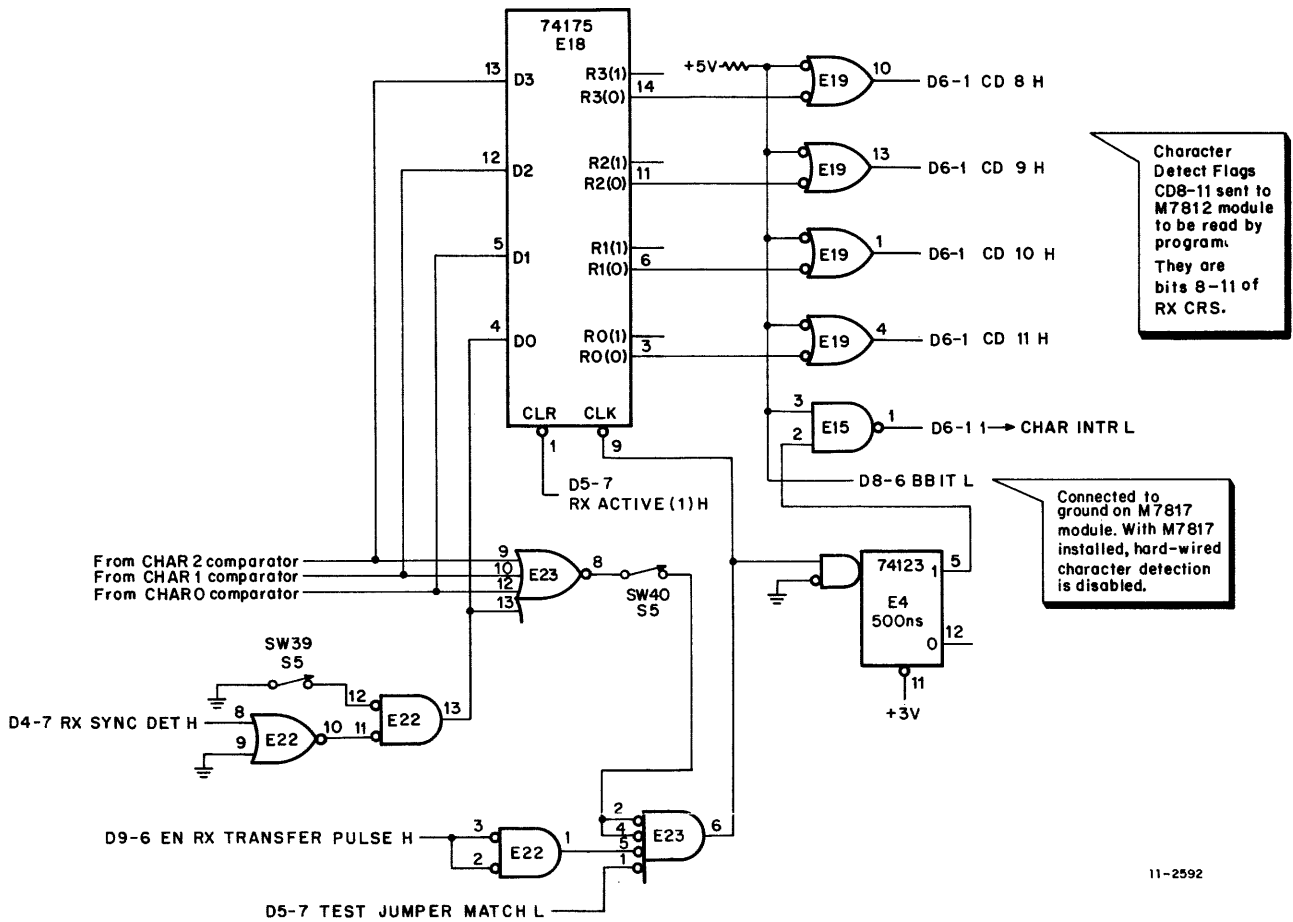 74175
E18
13
D3
R3(1)
14
R3(0)
+5V
E19
10
D6-1 CD 8 H
12
D2
R2(1)
11
R2(0)
E19
13
D6-1 CD 9 H
5
D1
R1(1)
6
R1(0)
E19
1
D6-1 CD 10 H
4
D0
R0(1)
3
R0(0)
E19
4
D6-1 CD 11 H
CLR CLK
1
9
D5-7
RX ACTIVE (1) H
3
2
E15
1
D6-1 1→ CHAR INTR L
D8-6 BBIT L
Character
Detect Flags
CD8-11 sent to
M7812 module
to be read by
program.
They are
bits 8-11 of
RX CRS.
Connected to
ground on M7817
module. With M7817
installed, hard-wired
character detection
is disabled.
From CHAR 2 comparator
From CHAR 1 comparator
From CHAR 0 comparator
9
10
12
13
E23
8
SW40
S5
74123
1
5
E4
500ns
0
12
11
+3V
SW39
S5
12
11
E22
13
D4-7 RX SYNC DET H
8
9
E22
10
D9-6 EN RX TRANSFER PULSE H
3
2
E22
1
2
4
5
1
E23
6
D5-7 TEST JUMPER MATCH L
11-2592